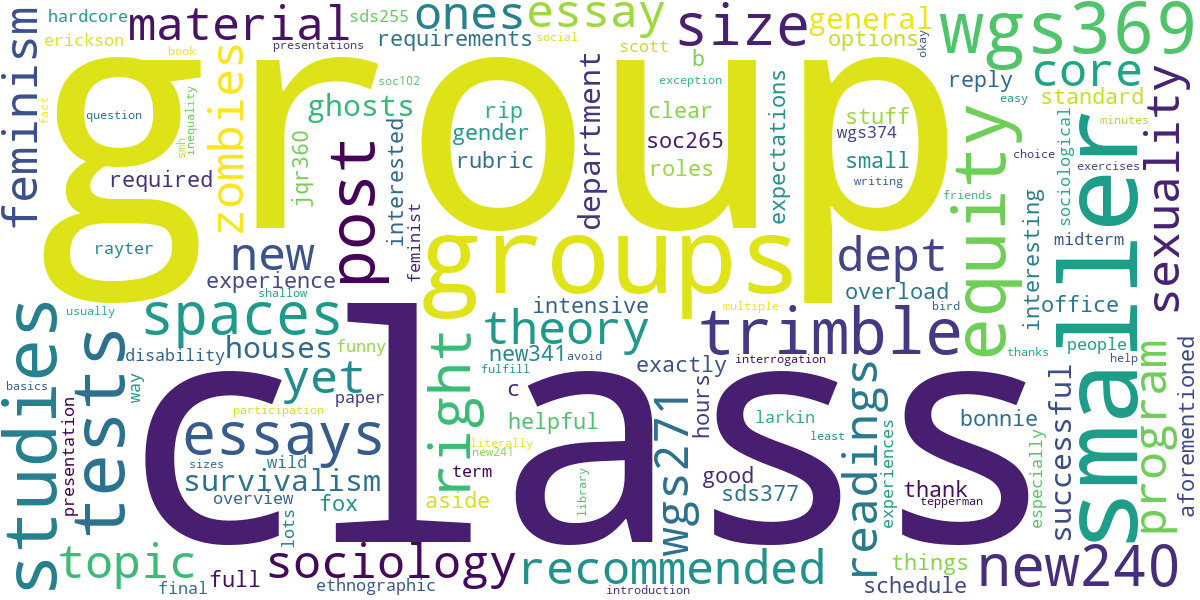 hardcore
material
sds255
ones
essay
size
general
wgs369
erickson
book
presentations
requirements
social
scott
options
okay
feminism
zombies
group
b
reply
core
fact
question
inequality
smh
soc102
ghosts
rip
gender
rubric
exception
clear
soc265
roles
stuff
wgs374
small
writing
easy
standard
minutes
required
jqr360
post
interested
department
expectations
equity
choice
exercises
sexuality
sociological
smaller
rayter
new
experience
feminist
groups
dept
overload
friends
interesting
midterm
office
usually
shallow
intensive
multiple
bird
people
thanks
help
studies
tests
spaces
houses
funny
theory
trimble
disability
yet
right
new341
avoid
fulfill
exactly
interrogation
basics
way
paper
c
hours
readings
program
aforementioned
presentation
participation
essays
class
helpful
larkin
least
bonnie
successful
sizes
wild
literally
new241
wgs271
survivalism
term
good
overview
fox
aside
library
sds377
thank
tepperman
experiences
especially
lots
topic
final
full
sociology
ethnographic
recommended
introduction
things
schedule
new240